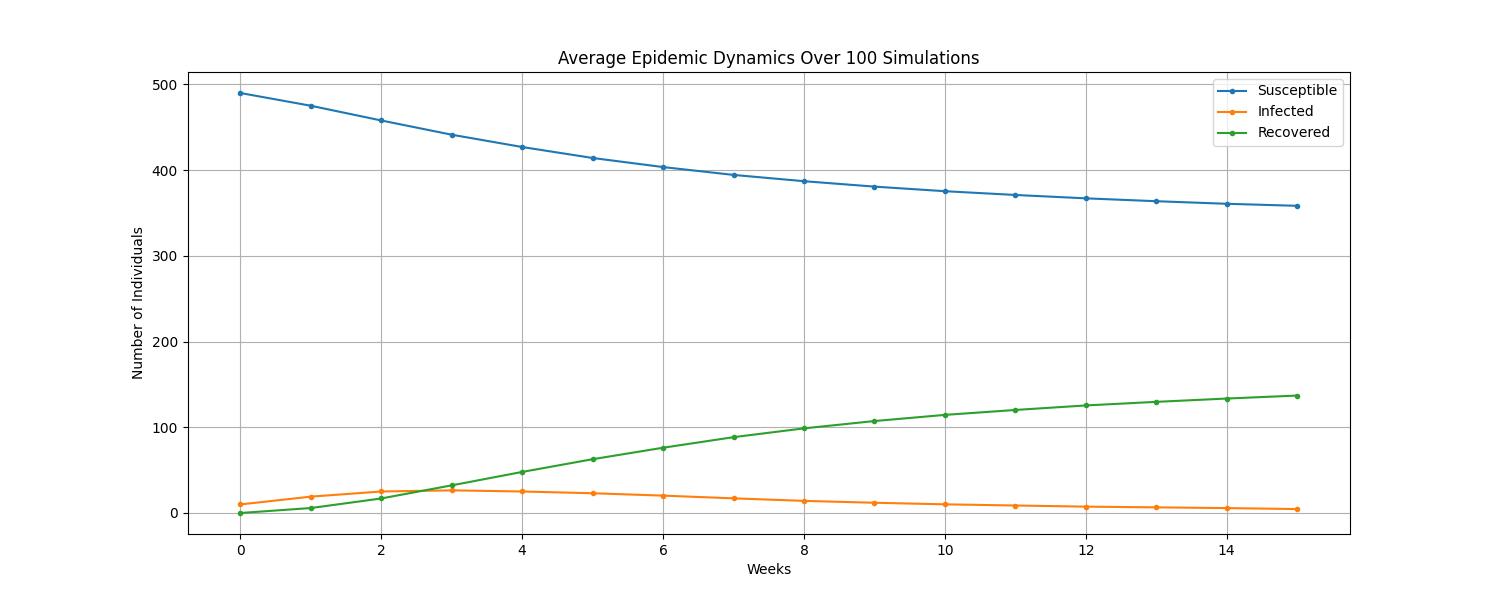 Average Epidemic Dynamics Over 100 Simulations
500
400
300
200
100
0
Number of Individuals
Susceptible
Infected
Recovered
0 2 4 6 8 10 12 14
Weeks